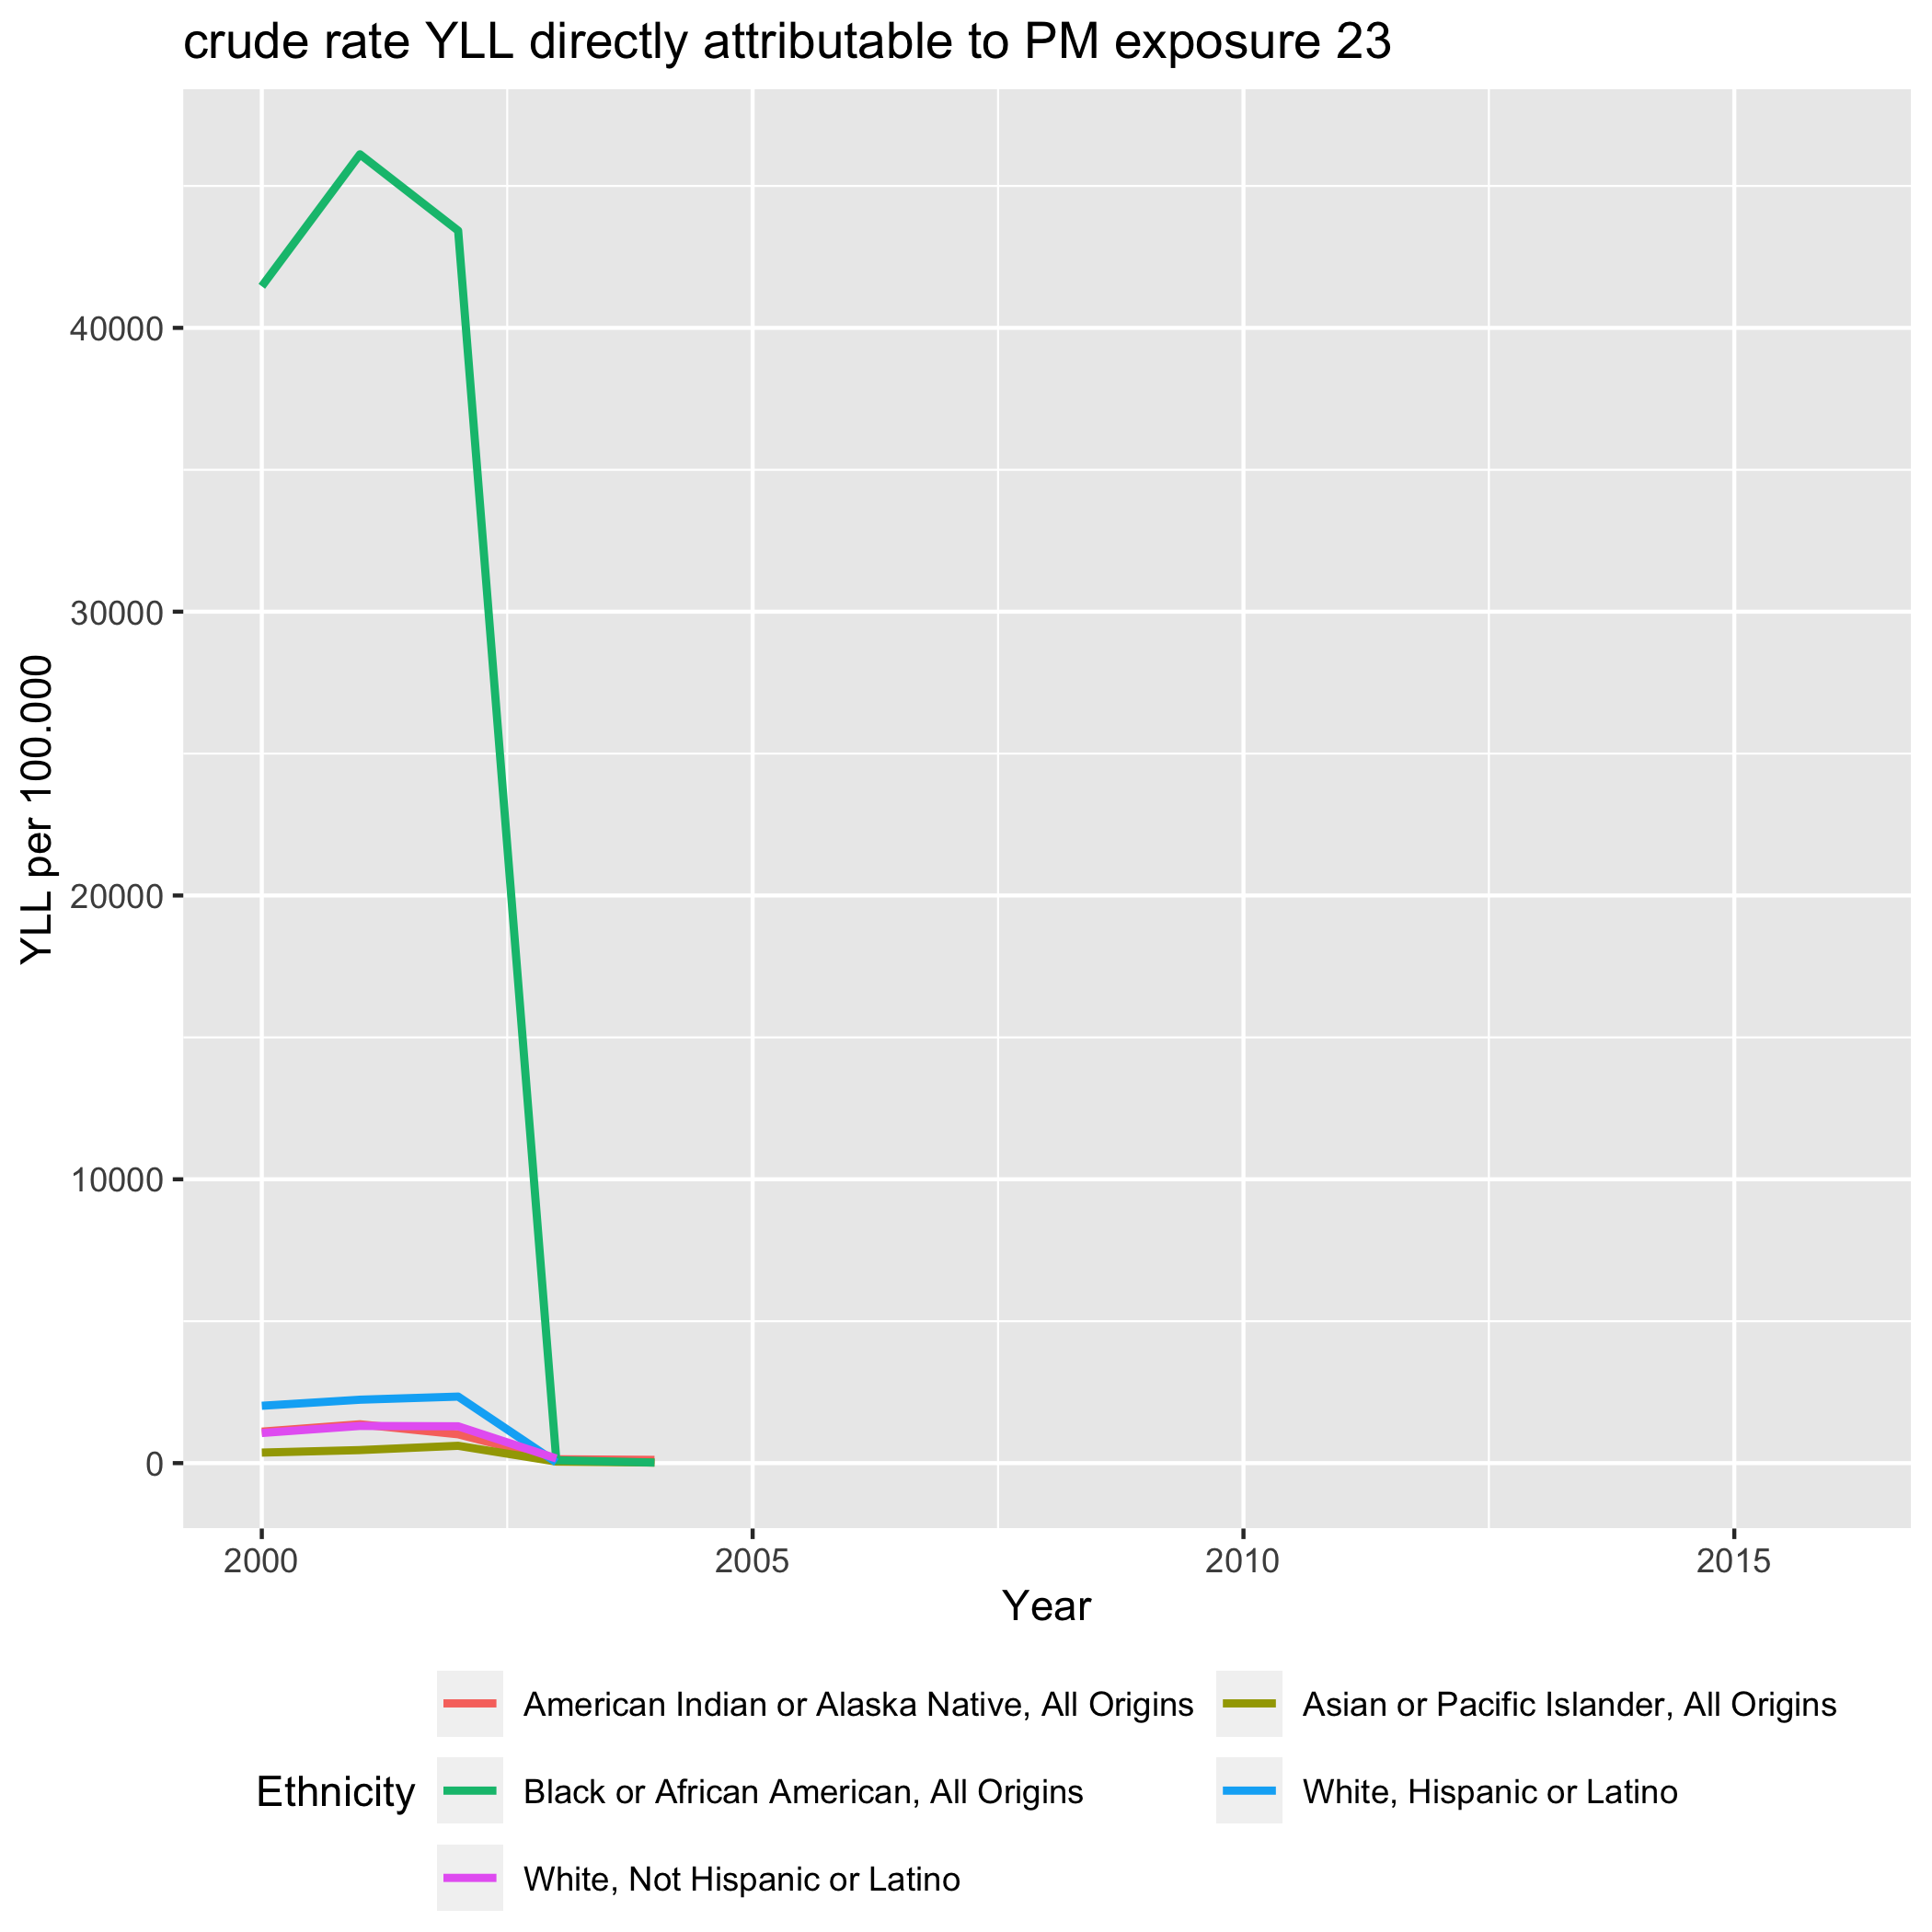 crude rate YLL directly attributable to PM exposure 23
YLL per 100.000
40000
30000
20000
10000
0
2000 2005 2010 2015
Year
Ethnicity
American Indian or Alaska Native, All Origins
Asian or Pacific Islander, All Origins
Black or African American, All Origins
White, Hispanic or Latino
White, Not Hispanic or Latino